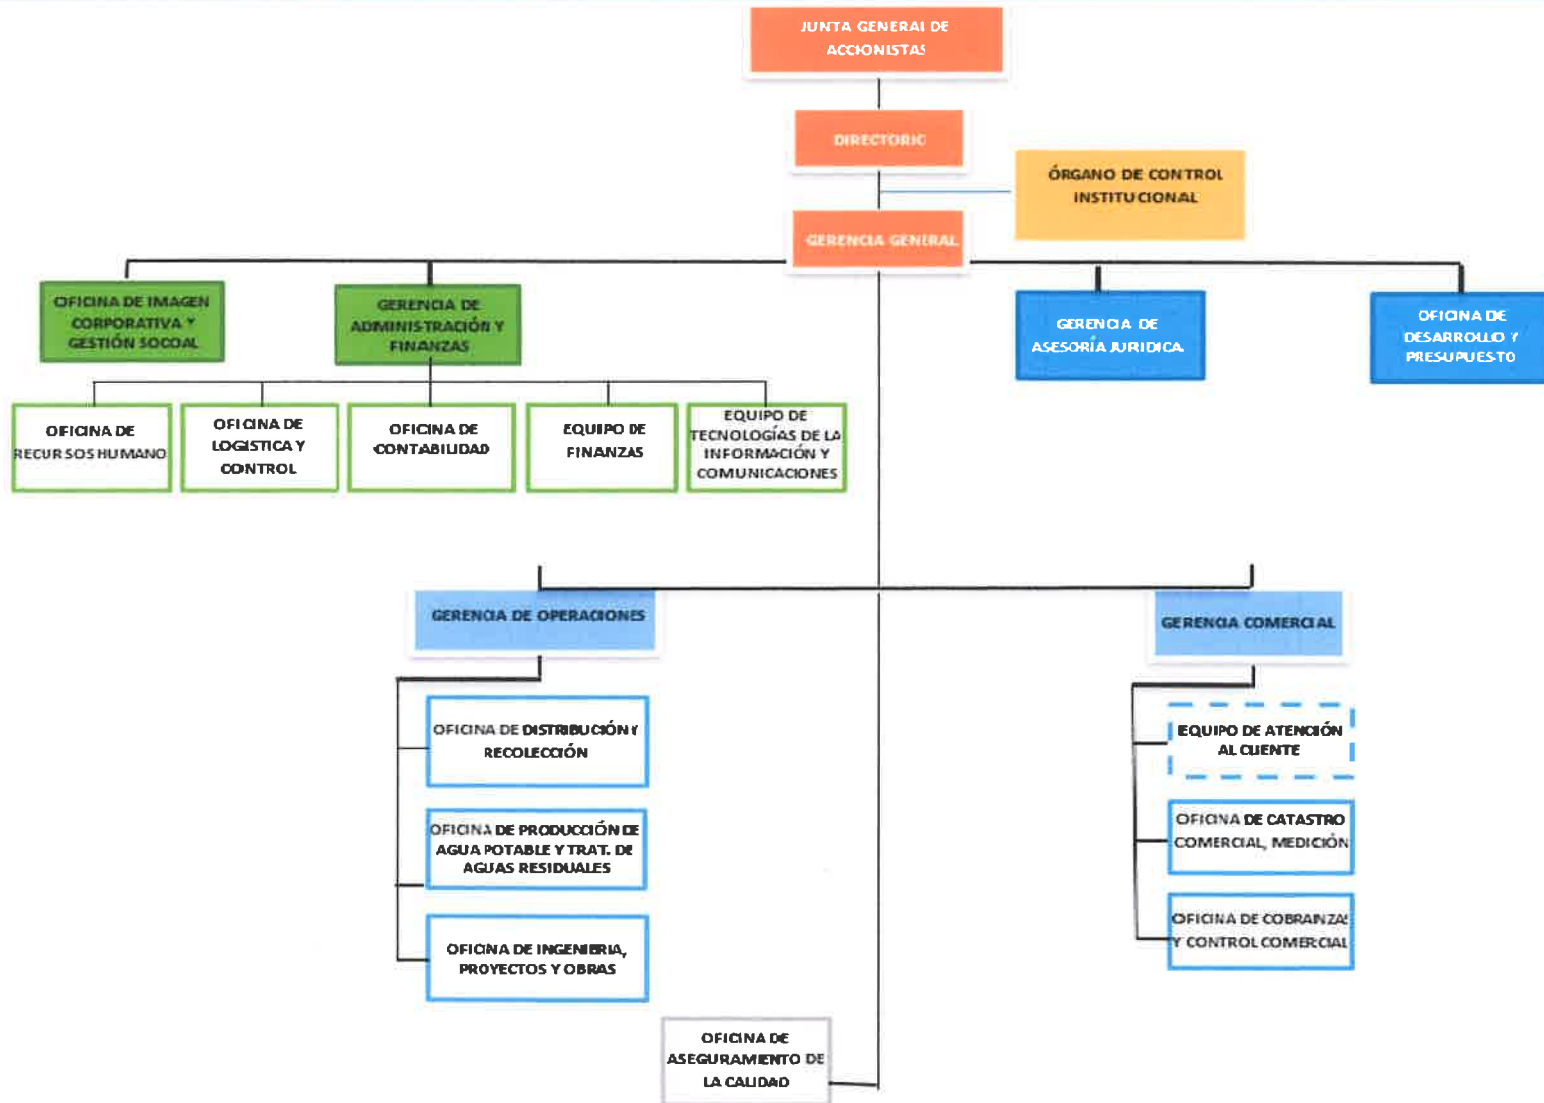 JUNTA GENERAL DE
ACCIONISTAS
DIRECTORIO
ÓRGANO DE CONTROL
INSTITUCIONAL
GERENCIA GENERAL
OFICINA DE IMAGEN
CORPORATIVA Y
GESTIÓN SOCOAL
GERENCIA DE
ADMINISTRACIÓN Y
FINANZAS
GERENCIA DE
ASESORÍA JURIDICA
OFICINA DE
DESARROLLO Y
PRESUPUESTO
OFICINA DE
RECURSOS HUMANO
OFICINA DE
LOGISTICA Y
CONTROL
OFICINA DE
CONTABILIDAD
EQUIPO DE
FINANZAS
EQUIPO DE
TECNOLOGÍAS DE LA
INFORMACIÓN Y
COMUNICACIONES
GERENCIA DE OPERACIONES
GERENCIA COMERCIAL
OFICINA DE DISTRIBUCIÓN Y
RECOLECCIÓN
OFICINA DE PRODUCCIÓN DE
AGUA POTABLE Y TRAT. DE
AGUAS RESIDUALES
OFICINA DE INGENIERIA,
PROYECTOS Y OBRAS
EQUIPO DE ATENCIÓN
AL CLIENTE
OFICINA DE CATASTRO
COMERCIAL, MEDICIÓN
OFICINA DE COBRANZAS
Y CONTROL COMERCIAL
OFICINA DE
ASEGURAMIENTO DE
LA CALIDAD